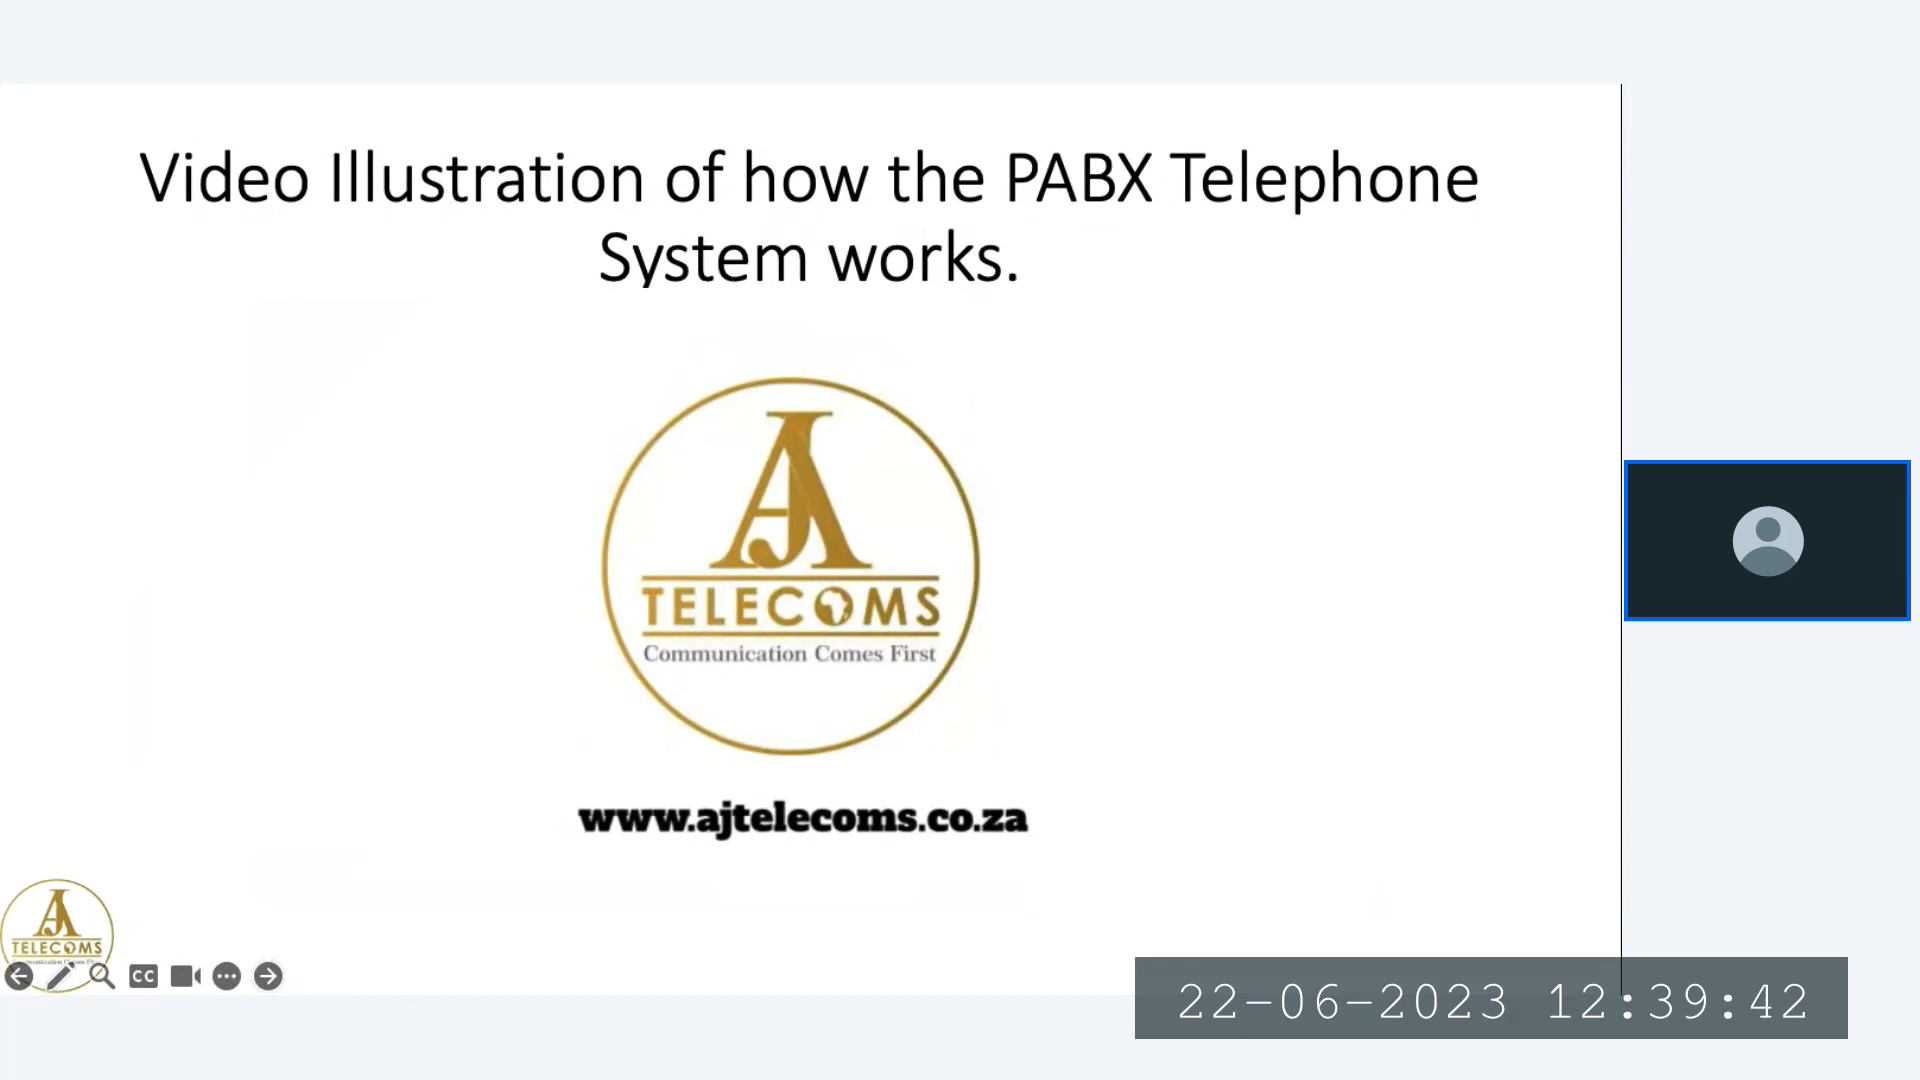 Video Illustration of how the PABX Telephone
System works.
AJ
TELECOMS
Communication Comes First
www.ajtelecoms.co.za
AJ
TELECOMS
CC
22-06-2023 12:39:42